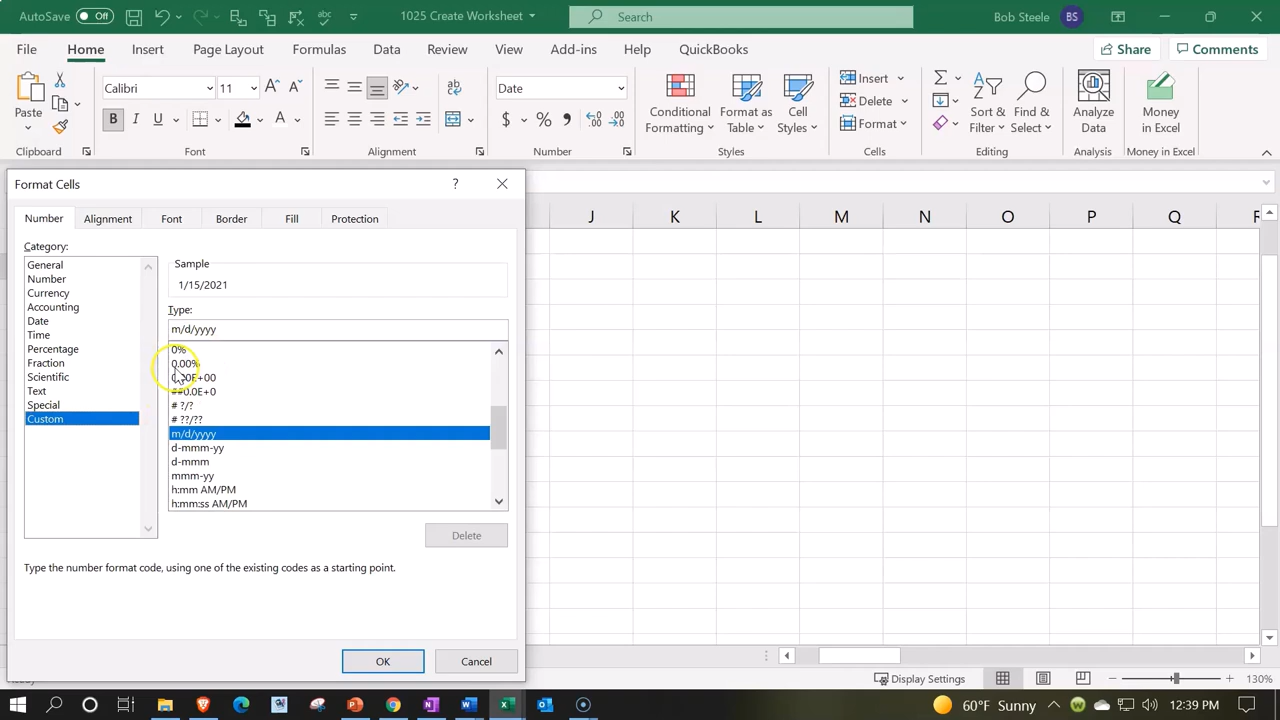 AutoSave Off 1025 Create Worksheet Search Bob Steele BS
File Home Insert Page Layout Formulas Data Review View Add-ins Help QuickBooks Share Comments
Paste Calibri 11 A A ab Date Conditional Formatting Format as Table Cell Styles Insert Delete Format Sort & Filter Find & Select Analyze Data Money in Excel
B I U A $ % 9
Clipboard Font Alignment Number Styles Cells Editing Analysis Money in Excel
Format Cells ?
Number Alignment Font Border Fill Protection
J K L M N O P Q
Category:
General
Number
Currency
Accounting
Date
Time
Percentage
Fraction
Scientific
Text
Special
Custom
Sample
1/15/2021
Type:
m/d/yyyy
0%
0.00%
0.00E+00
##0.0E+0
# ?/?
# ??/??
m/d/yyyy
d-mmm-yy
d-mmm
mmm-yy
h:mm AM/PM
h:mm:ss AM/PM
Delete
Type the number format code, using one of the existing codes as a starting point.
OK Cancel
Display Settings 130%
60°F Sunny 12:39 PM